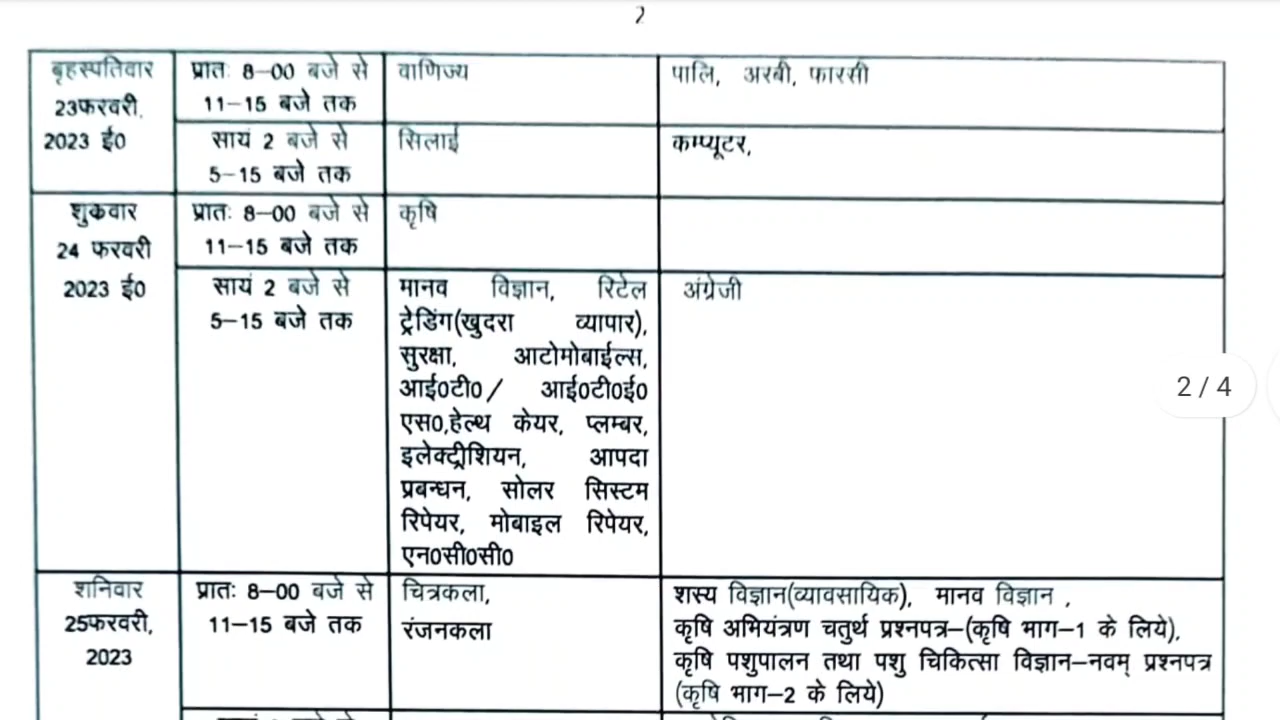 2
बृहस्पतिवार
23फरवरी,
2023 ई0
प्रातः 8–00 बजे से
11–15 बजे तक
वाणिज्य
पालि, अरबी, फारसी
सायं 2 बजे से
5–15 बजे तक
सिलाई
कम्प्यूटर,
शुकवार
24 फरवरी
2023 ई0
प्रातः 8–00 बजे से
11–15 बजे तक
कृषि
सायं 2 बजे से
5–15 बजे तक
मानव विज्ञान, रिटेल
ट्रेडिंग(खुदरा व्यापार),
सुरक्षा, आटोमोबाईल्स,
आई0टी0/ आई0टी0ई0
एस0,हेल्थ केयर, प्लम्बर,
इलेक्ट्रीशियन, आपदा
प्रबन्धन, सोलर सिस्टम
रिपेयर, मोबाइल रिपेयर,
एन0सी0सी0
अंग्रेजी
2 / 4
शनिवार
25फरवरी,
2023
प्रातः 8–00 बजे से
11–15 बजे तक
चित्रकला,
रंजनकला
शस्य विज्ञान(व्यावसायिक), मानव विज्ञान ,
कृषि अभियंत्रण चतुर्थ प्रश्नपत्र–(कृषि भाग–1 के लिये),
कृषि पशुपालन तथा पशु चिकित्सा विज्ञान–नवम् प्रश्नपत्र
(कृषि भाग–2 के लिये)